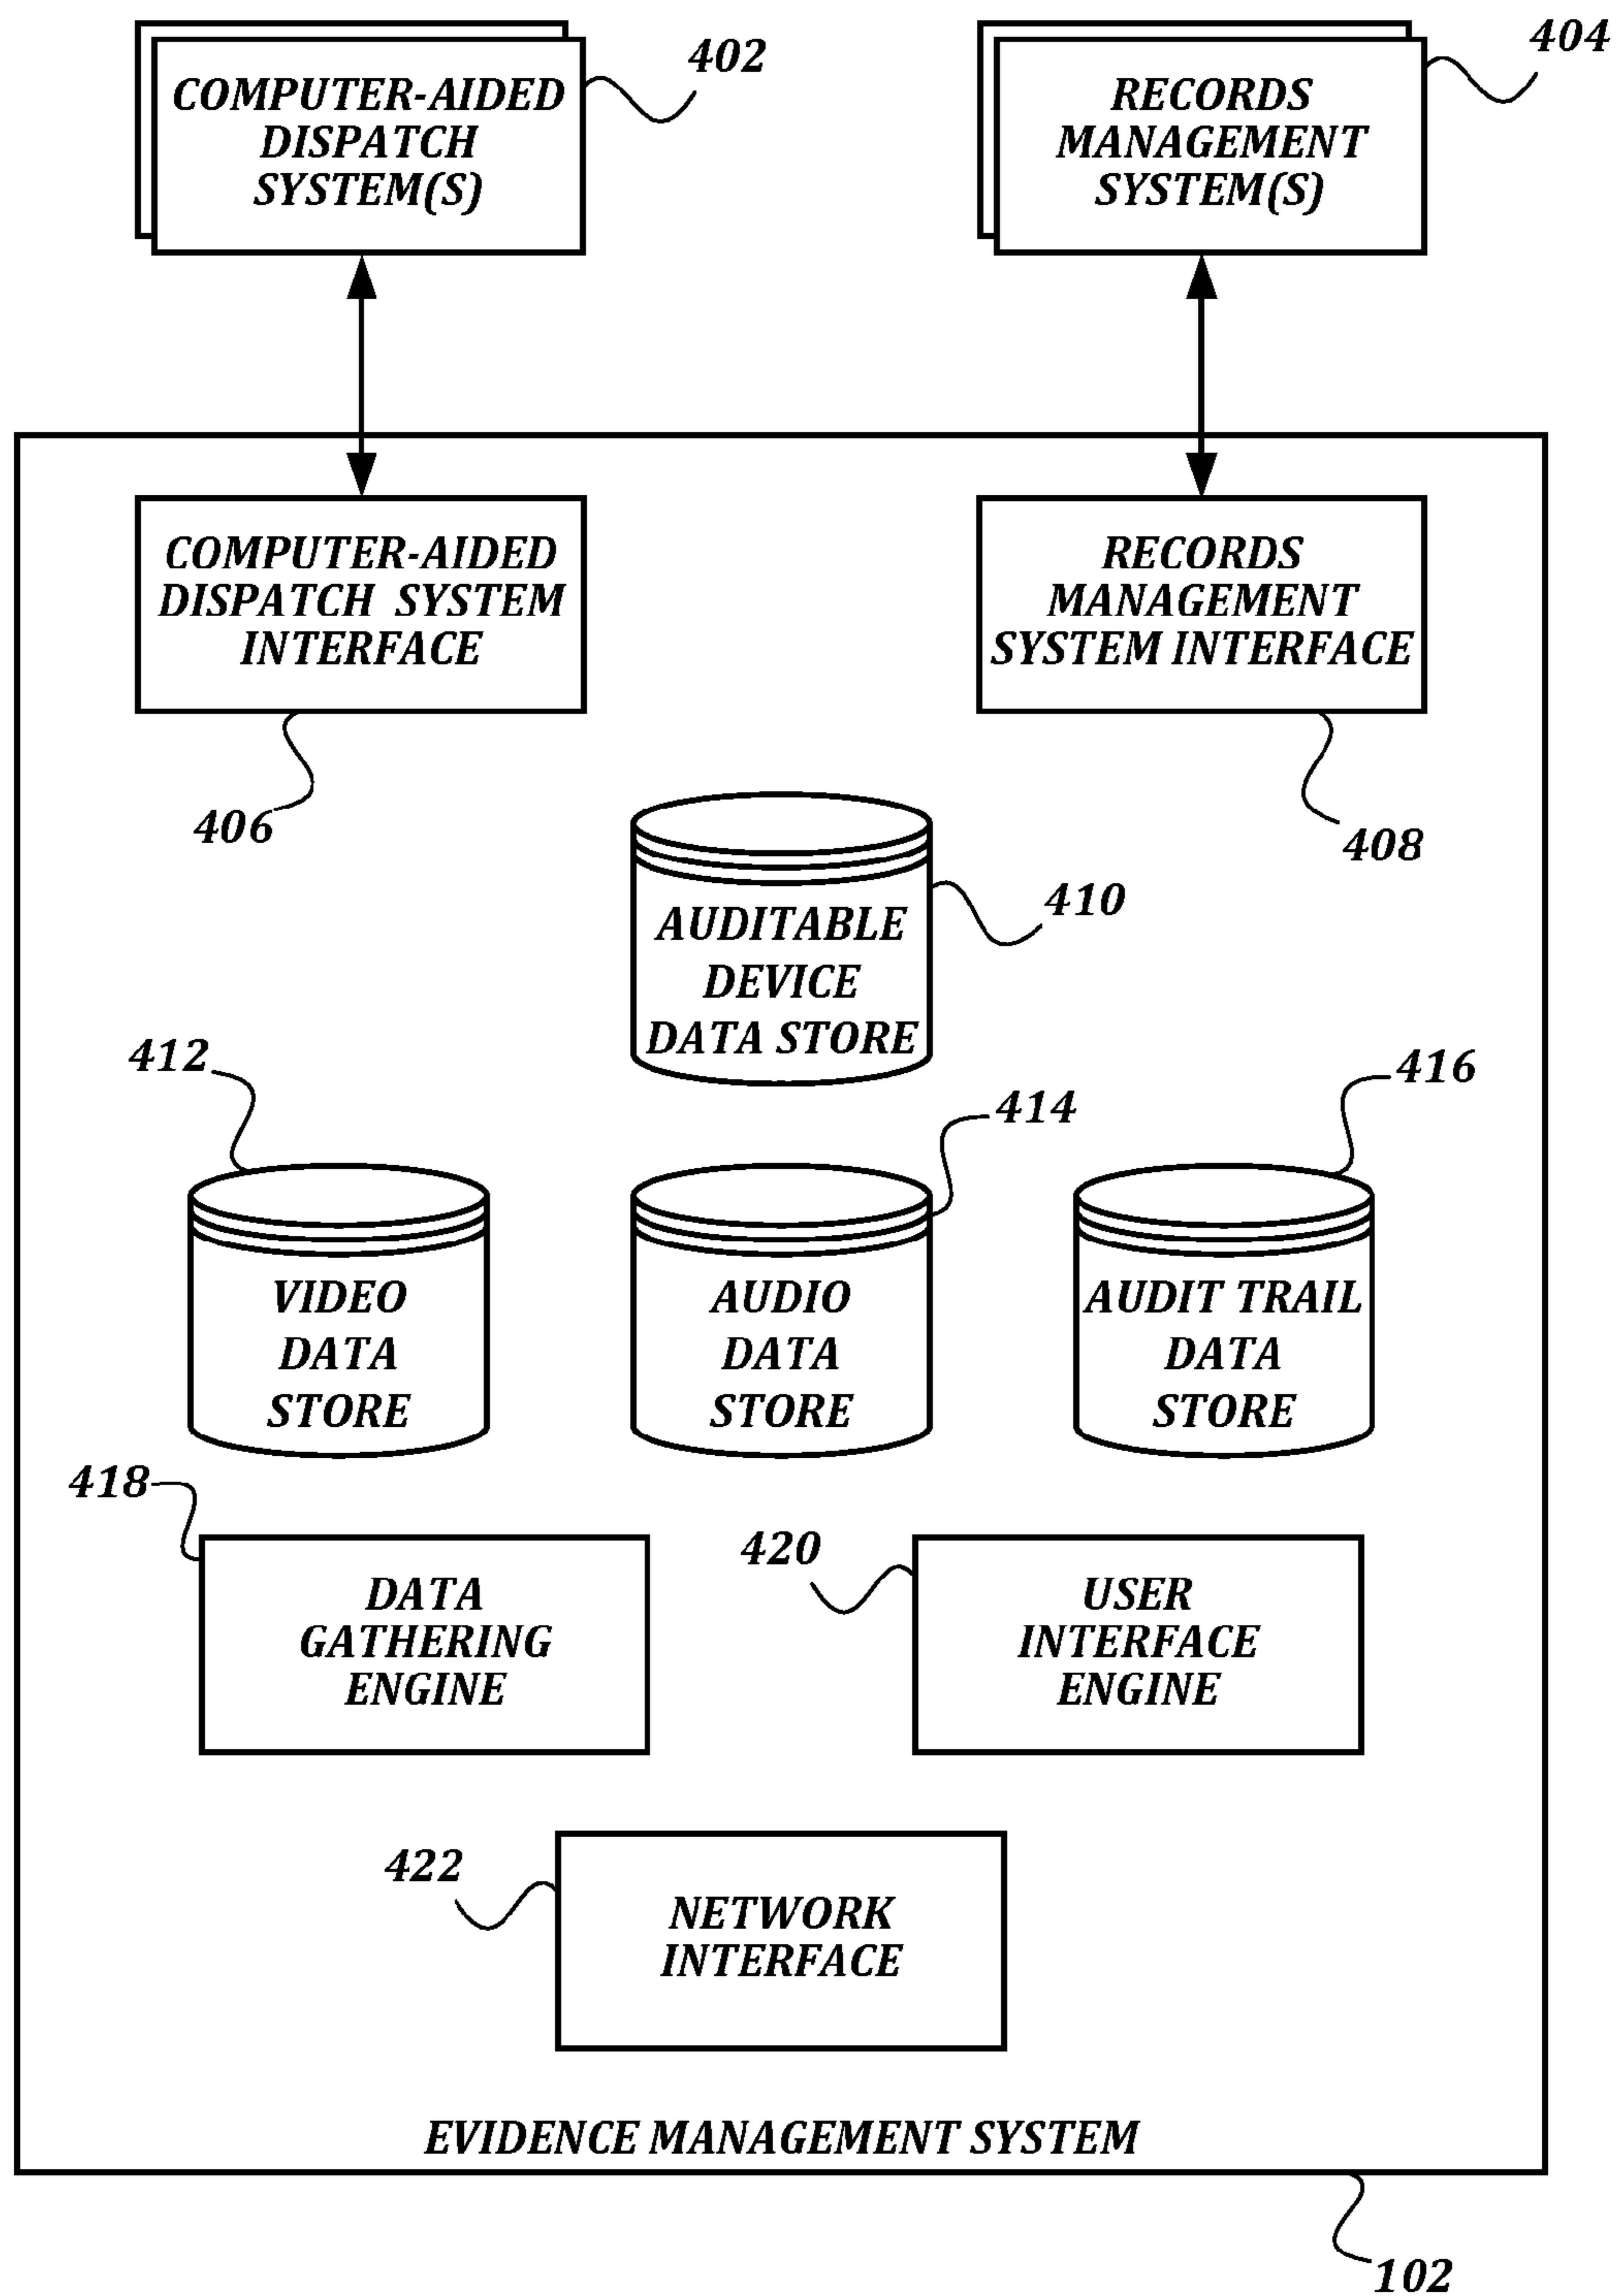 402
COMPUTER-AIDED
DISPATCH
SYSTEM(S)
404
RECORDS
MANAGEMENT
SYSTEM(S)
COMPUTER-AIDED
DISPATCH SYSTEM
INTERFACE
406
RECORDS
MANAGEMENT
SYSTEM INTERFACE
408
AUDITABLE
DEVICE
DATA STORE
410
412
VIDEO
DATA
STORE
414
AUDIO
DATA
STORE
416
AUDIT TRAIL
DATA
STORE
418
DATA
GATHERING
ENGINE
420
USER
INTERFACE
ENGINE
422
NETWORK
INTERFACE
EVIDENCE MANAGEMENT SYSTEM
102